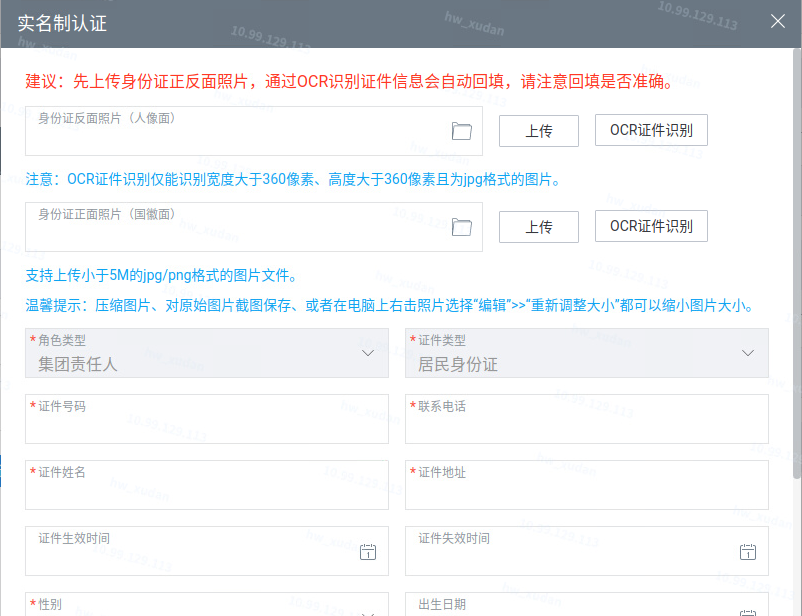 实名制认证
建议：先上传身份证正反面照片，通过OCR识别证件信息会自动回填，请注意回填是否准确。
身份证反面照片（人像面）
上传
OCR证件识别
注意：OCR证件识别仅能识别宽度大于360像素、高度大于360像素且为jpg格式的图片。
身份证正面照片（国徽面）
上传
OCR证件识别
支持上传小于5M的jpg/png格式的图片文件。
温馨提示：压缩图片、对原始图片截图保存、或者在电脑上右击照片选择“编辑”>>“重新调整大小”都可以缩小图片大小。
*角色类型
集团责任人
*证件类型
居民身份证
*证件号码
*联系电话
*证件姓名
*证件地址
证件生效时间
证件失效时间
*性别
出生日期
hw_xudan
10.99.129.113